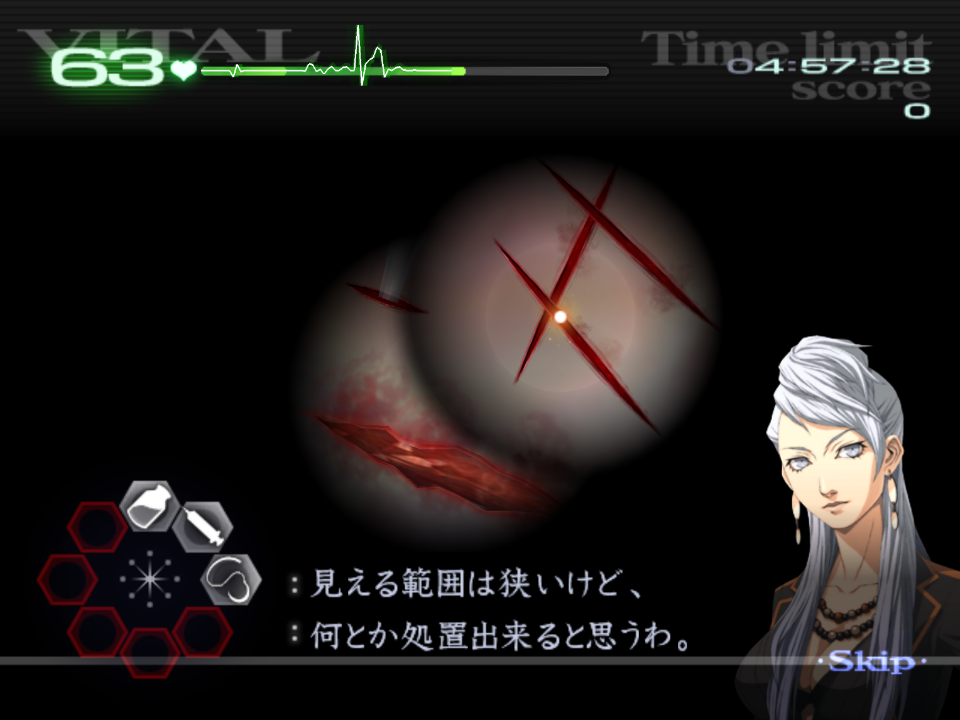 VITAL
63
Time limit
04:57:28
score
0
:見える範囲は狭いけど、
:何とか処置出来ると思うわ。
·Skip·